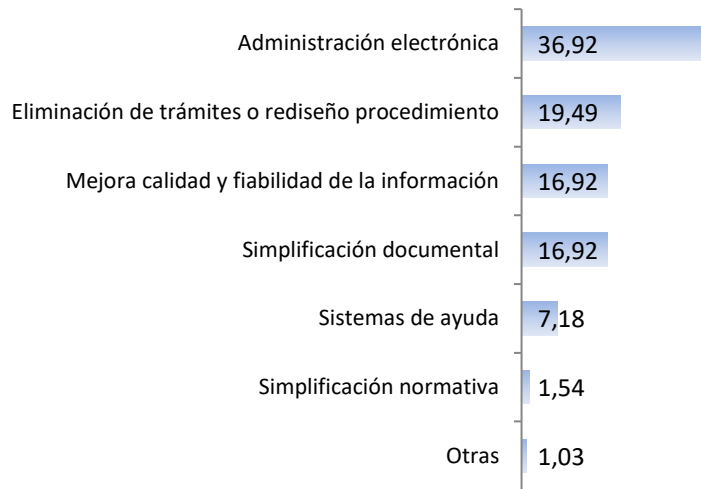 Administración electrónica 36,92
Eliminación de trámites o rediseño procedimiento 19,49
Mejora calidad y fiabilidad de la información 16,92
Simplificación documental 16,92
Sistemas de ayuda 7,18
Simplificación normativa 1,54
Otras 1,03